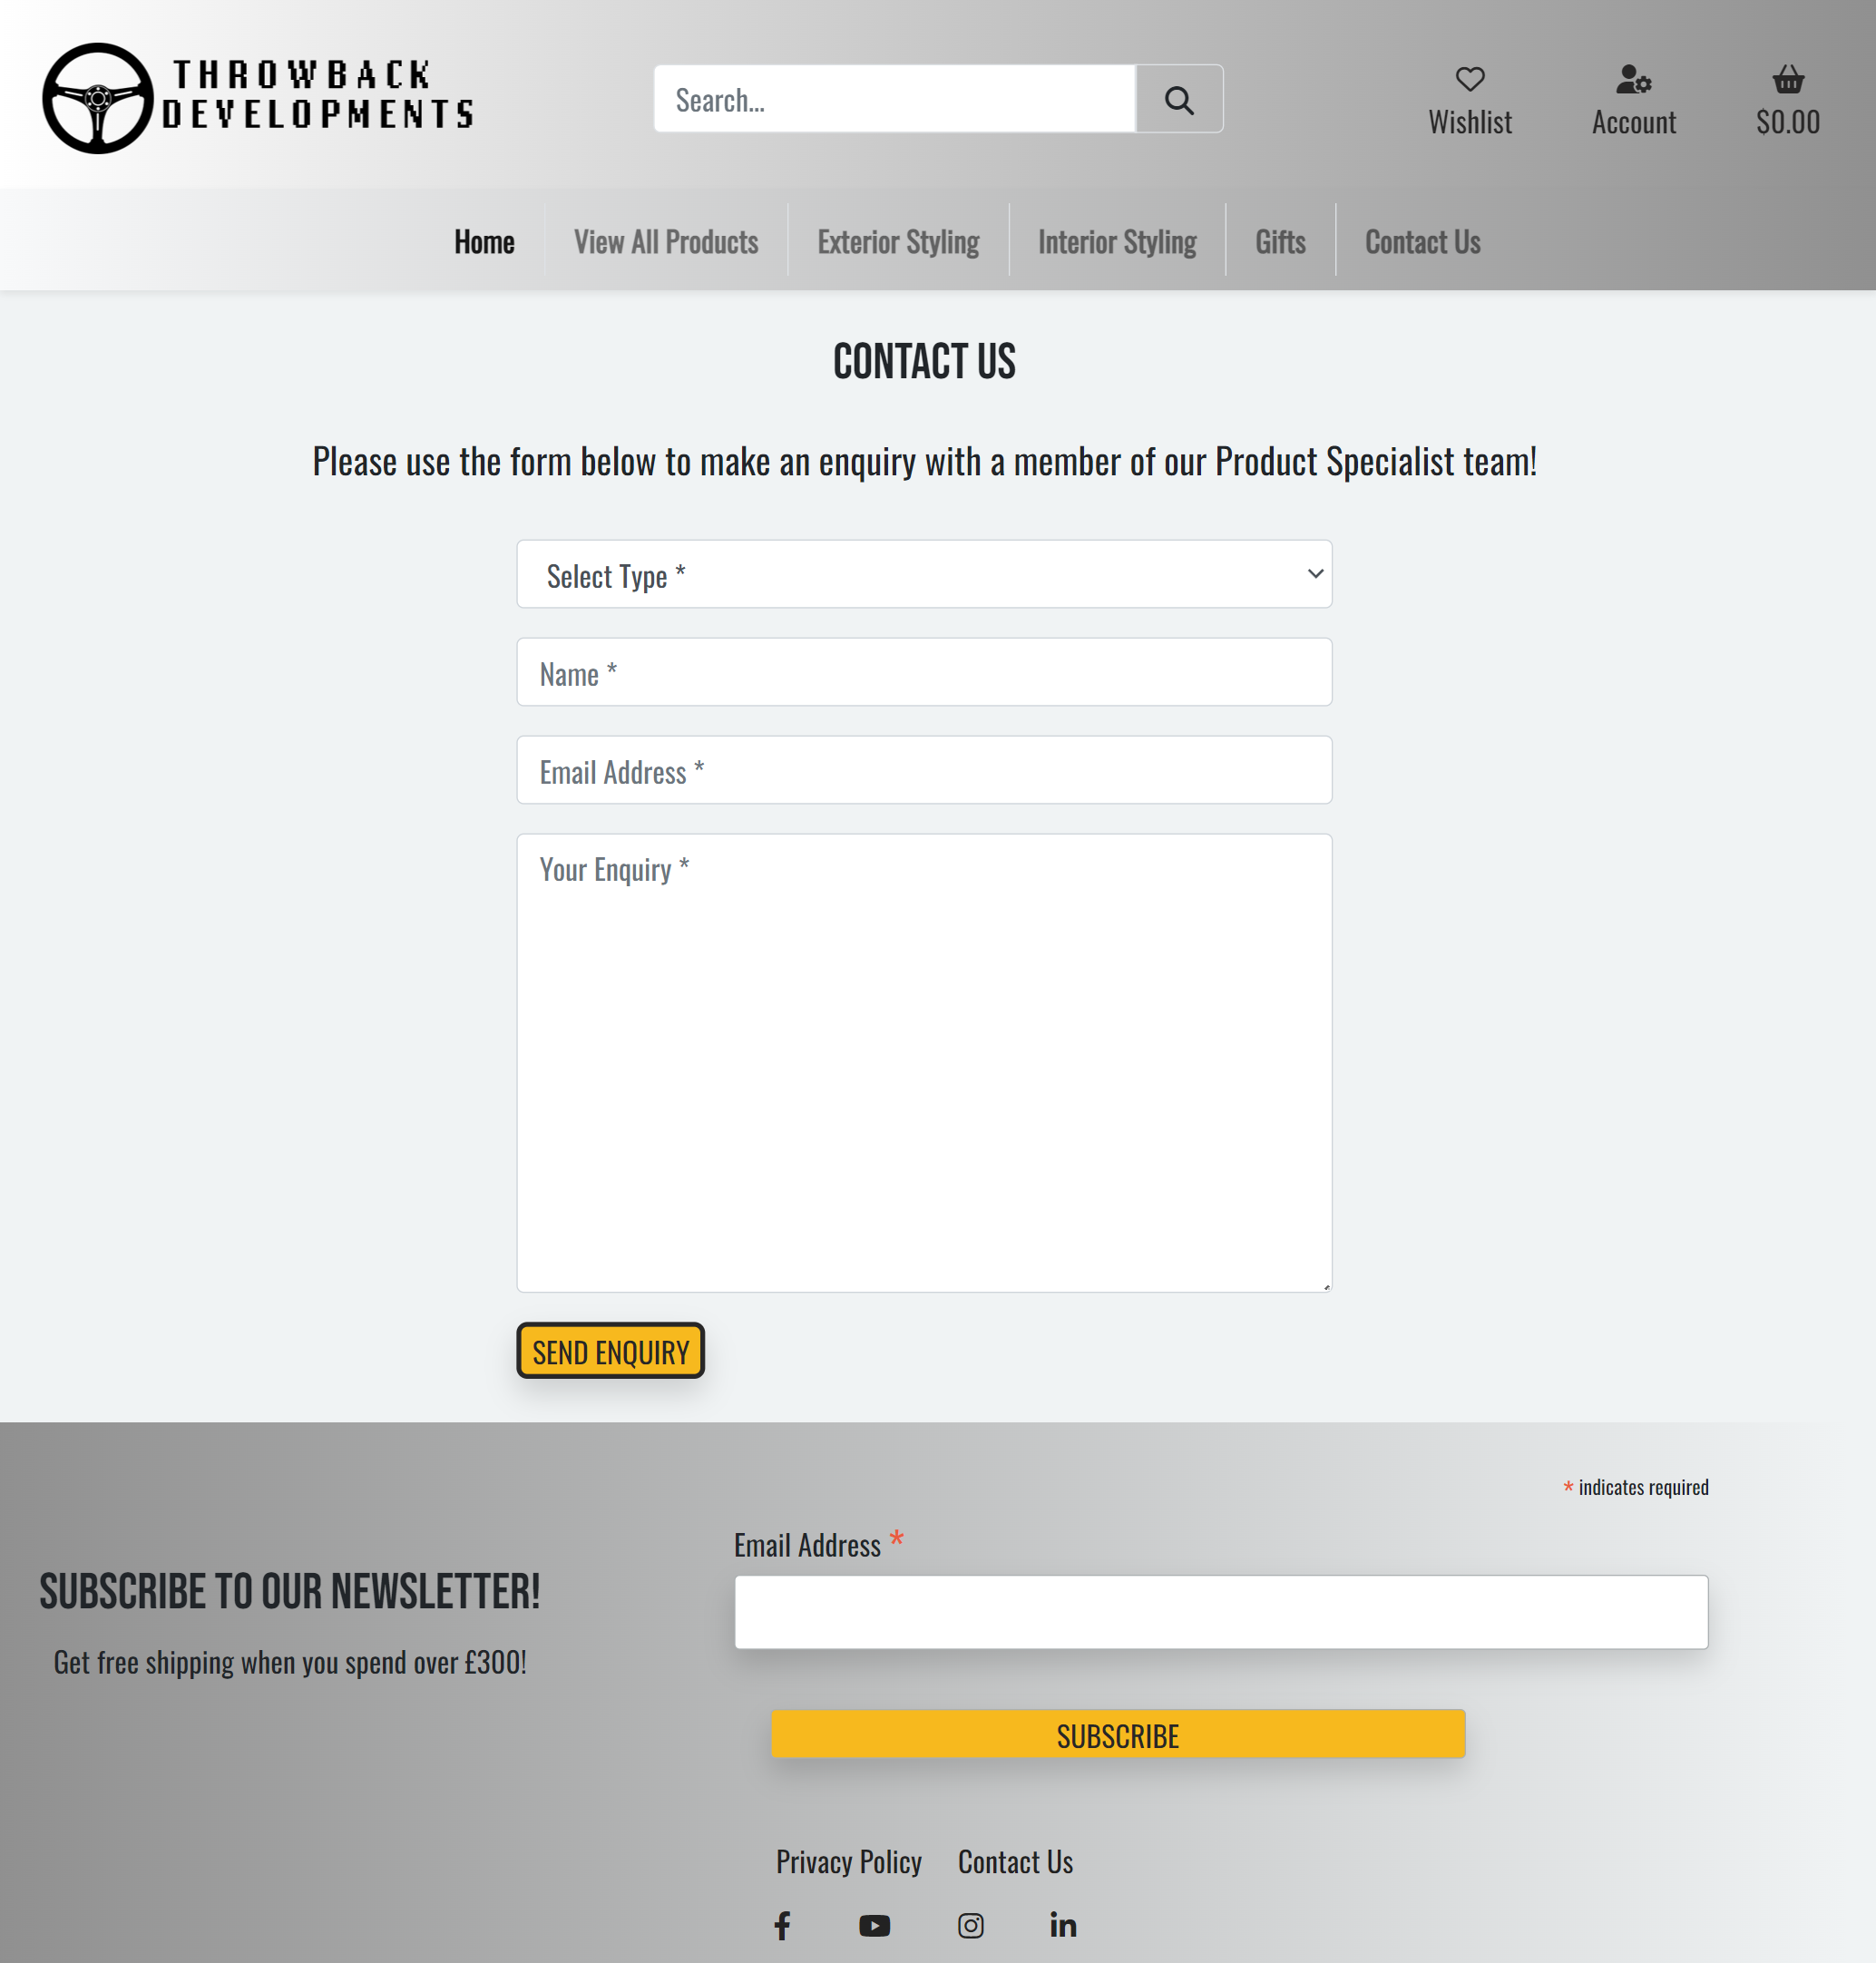 THROWBACK
DEVELOPMENTS
Search...
Wishlist
Account
$0.00
Home
View All Products
Exterior Styling
Interior Styling
Gifts
Contact Us
CONTACT US
Please use the form below to make an enquiry with a member of our Product Specialist team!
Select Type *
Name *
Email Address *
Your Enquiry *
SEND ENQUIRY
* indicates required
Email Address *
SUBSCRIBE TO OUR NEWSLETTER!
Get free shipping when you spend over £300!
SUBSCRIBE
Privacy Policy
Contact Us